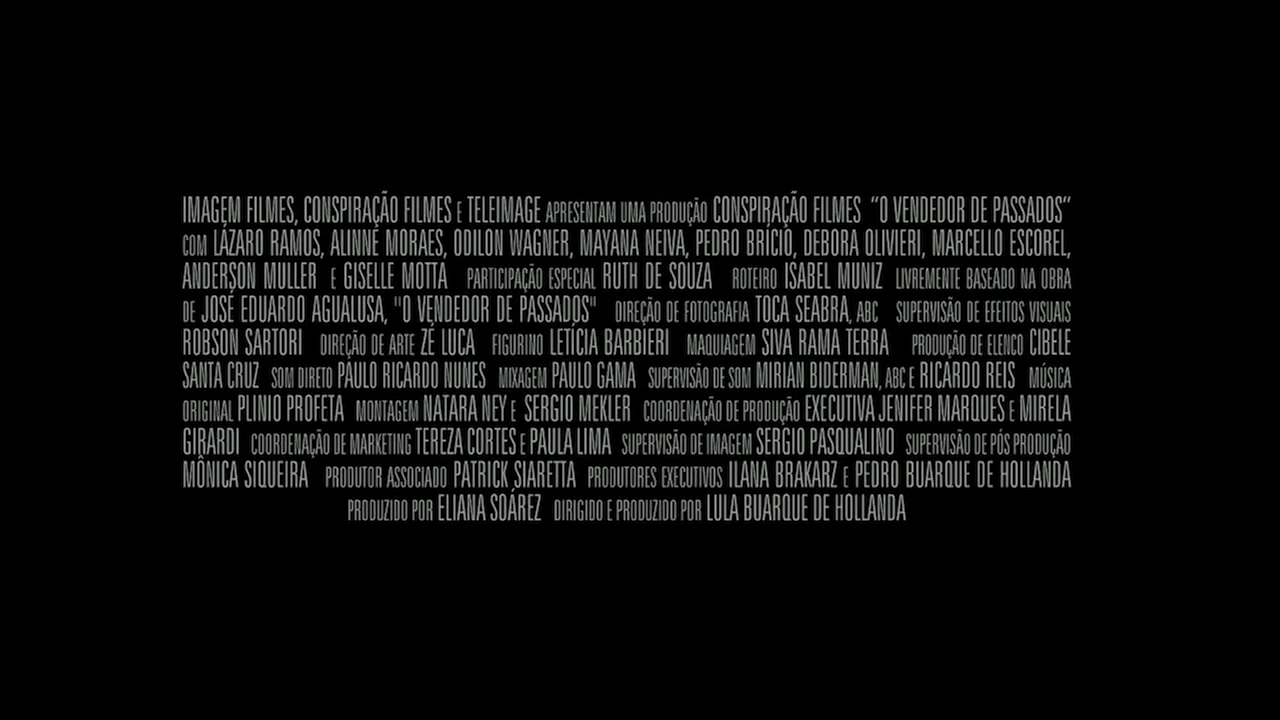 IMAGEM FILMES, CONSPIRAÇÃO FILMES E TELEIMAGE APRESENTAM UMA PRODUÇÃO CONSPIRAÇÃO FILMES “O VENDEDOR DE PASSADOS”
COM LÁZARO RAMOS, ALINNE MORAES, ODILON WAGNER, MAYANA NEIVA, PEDRO BRÍCIO, DEBORA OLIVIERI, MARCELLO ESCOREL,
ANDERSON MULLER E GISELLE MOTTA PARTICIPAÇÃO ESPECIAL RUTH DE SOUZA ROTEIRO ISABEL MUNIZ LIVREMENTE BASEADO NA OBRA
DE JOSÉ EDUARDO AGUALUSA, "O VENDEDOR DE PASSADOS" DIREÇÃO DE FOTOGRAFIA TOCA SEABRA, ABC SUPERVISÃO DE EFEITOS VISUAIS
ROBSON SARTORI DIREÇÃO DE ARTE ZÉ LUCA FIGURINO LETÍCIA BARBIERI MAQUIAGEM SIVA RAMA TERRA PRODUÇÃO DE ELENCO CIBELE
SANTA CRUZ SOM DIRETO PAULO RICARDO NUNES MIXAGEM PAULO GAMA SUPERVISÃO DE SOM MIRIAN BIDERMAN, ABC E RICARDO REIS MÚSICA
ORIGINAL PLINIO PROFETA MONTAGEM NATARA NEY E SERGIO MEKLER COORDENAÇÃO DE PRODUÇÃO EXECUTIVA JENIFER MARQUES E MIRELA
GIRARDI COORDENAÇÃO DE MARKETING TEREZA CORTES E PAULA LIMA SUPERVISÃO DE IMAGEM SERGIO PASQUALINO SUPERVISÃO DE PÓS PRODUÇÃO
MÔNICA SIQUEIRA PRODUTOR ASSOCIADO PATRICK SIARETTA PRODUTORES EXECUTIVOS ILANA BRAKARZ E PEDRO BUARQUE DE HOLLANDA
PRODUZIDO POR ELIANA SOÁREZ DIRIGIDO E PRODUZIDO POR LULA BUARQUE DE HOLLANDA